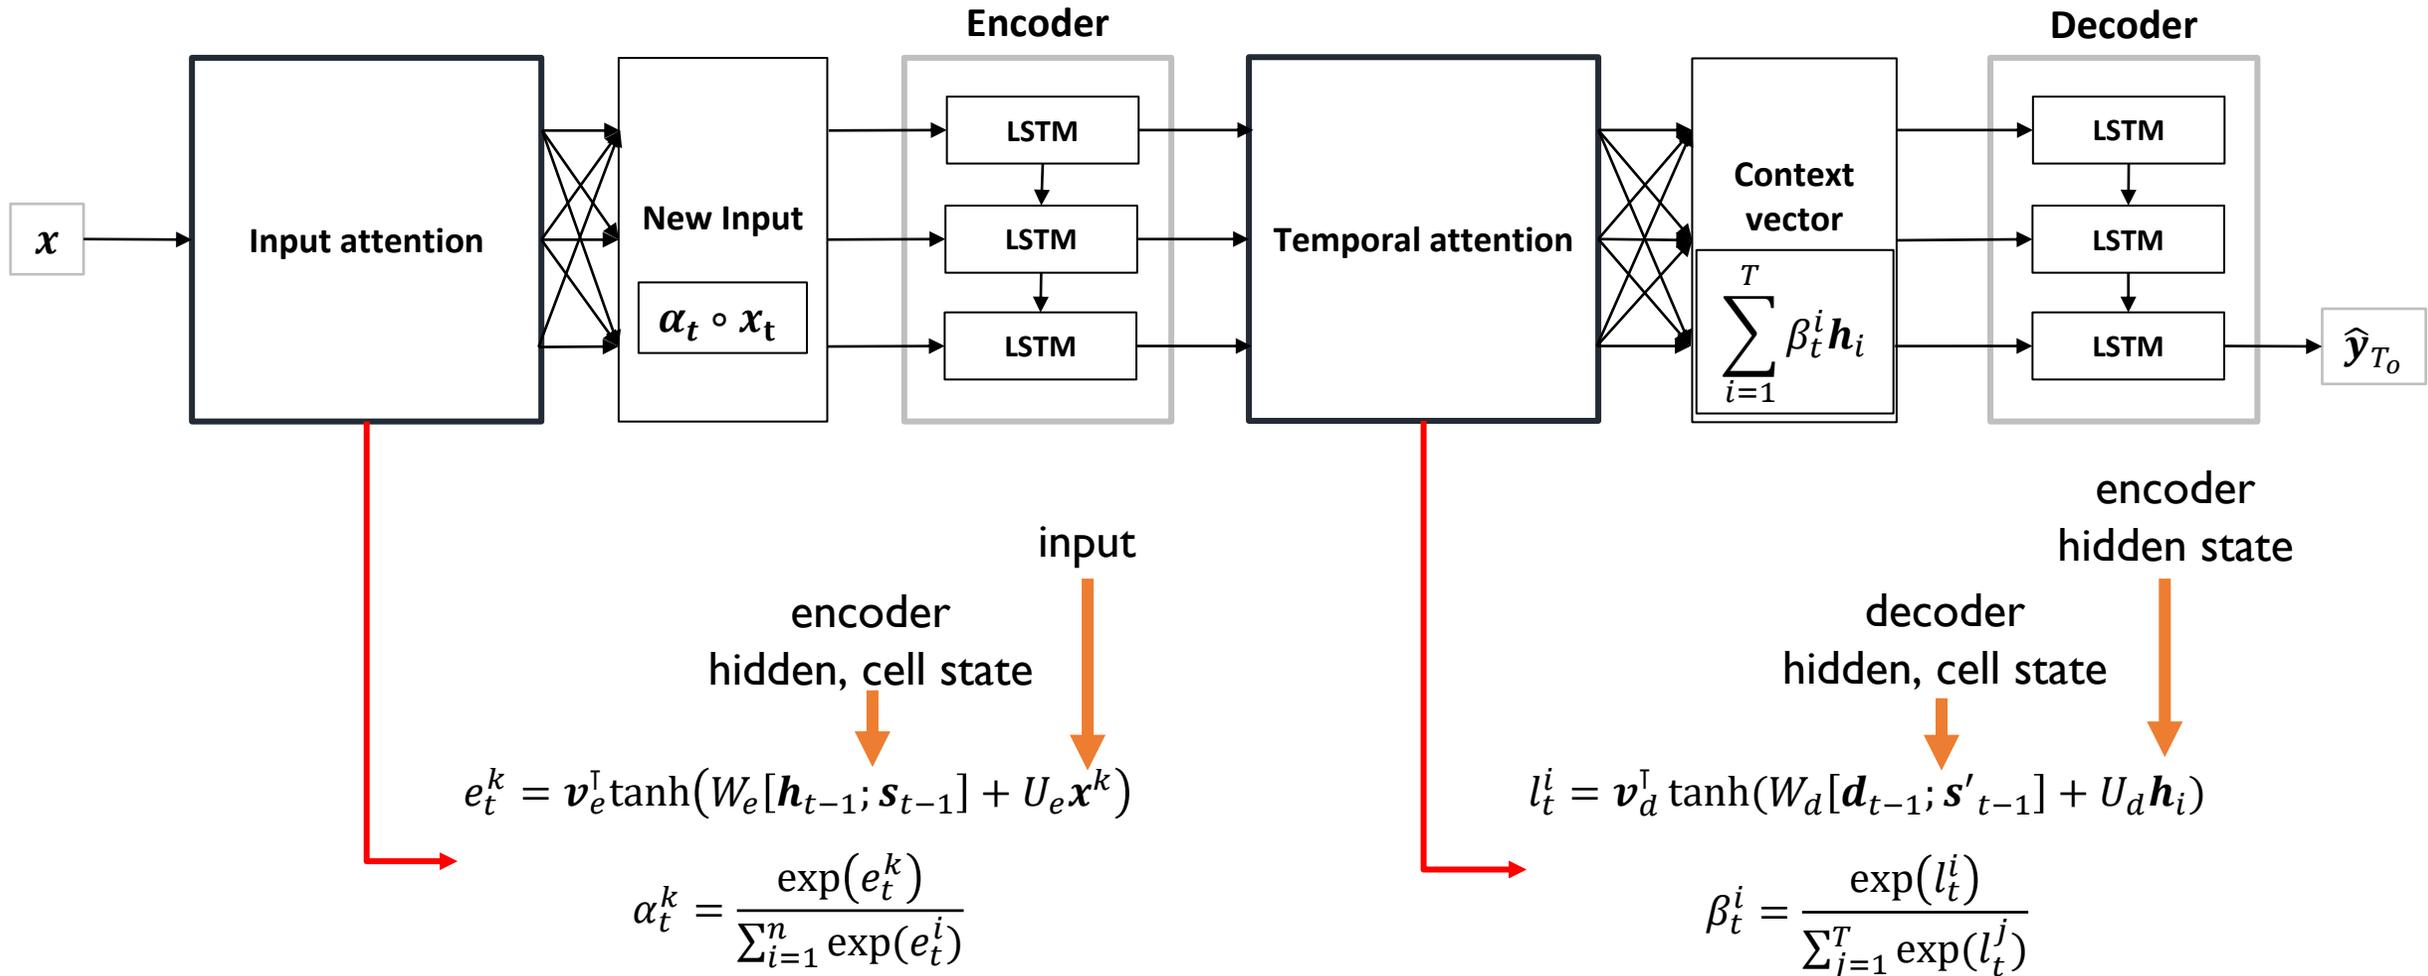 Encoder
Decoder
x
Input attention
New Input
α_t ∘ x_t
LSTM
LSTM
LSTM
Temporal attention
Context
vector
∑_{i=1}^{T} β_t^i h_i
LSTM
LSTM
LSTM
ŷ_{T_o}
input
encoder
hidden, cell state
e_t^k = v_e^⊺ tanh(W_e[h_{t−1}; s_{t−1}] + U_e x^k)
α_t^k = exp(e_t^k) / ∑_{i=1}^{n} exp(e_t^i)
encoder
hidden state
decoder
hidden, cell state
l_t^i = v_d^⊺ tanh(W_d[d_{t−1}; s'_{t−1}] + U_d h_i)
β_t^i = exp(l_t^i) / ∑_{j=1}^{T} exp(l_t^j)